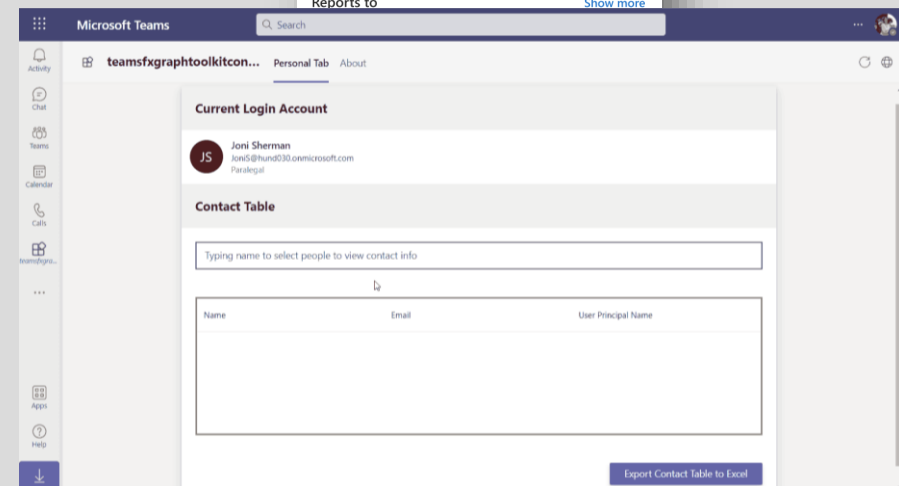 Reports to Show more
Microsoft Teams Search
teamsfxgraphtoolkitcon... Personal Tab About
Activity
Chat
Teams
Calendar
Calls
teamsfxgra...
Apps
Help
Current Login Account
JS
Joni Sherman
JoniS@hund030.onmicrosoft.com
Paralegal
Contact Table
Typing name to select people to view contact info
Name Email User Principal Name
Export Contact Table to Excel